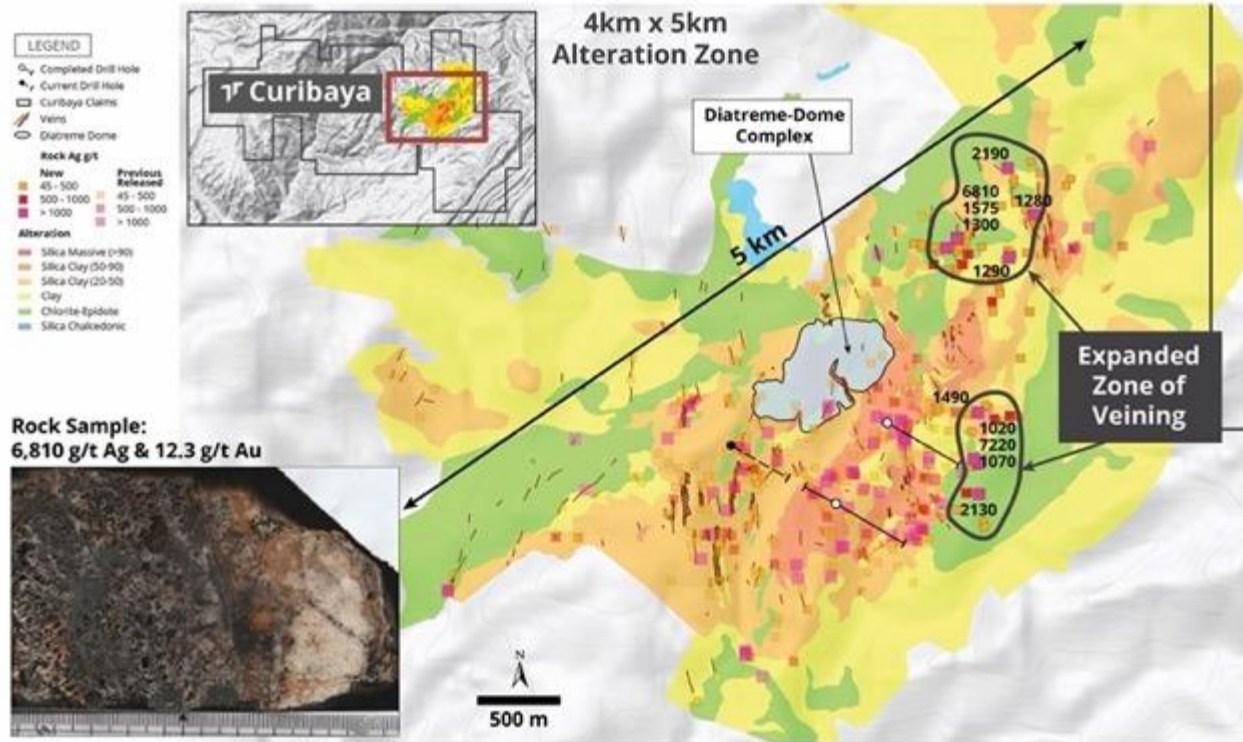 LEGEND
Completed Drill Hole
Current Drill Hole
Curibaya Claims
Veins
Diatreme Dome
Rock Ag g/t
New
45 - 500
500 - 1000
> 1000
Previous
Released
45 - 500
500 - 1000
> 1000
Alteration
Silica Massive (>90)
Silica Clay (50-90)
Silica Clay (20-50)
Clay
Chlorite-Epidote
Silica Chalcedonic
Curibaya
4km x 5km
Alteration Zone
Diatreme-Dome
Complex
5 km
2190
6810
1575
1300
1280
1290
Expanded
Zone of
Veining
1490
1020
7220
1070
2130
Rock Sample:
6,810 g/t Ag & 12.3 g/t Au
N
500 m